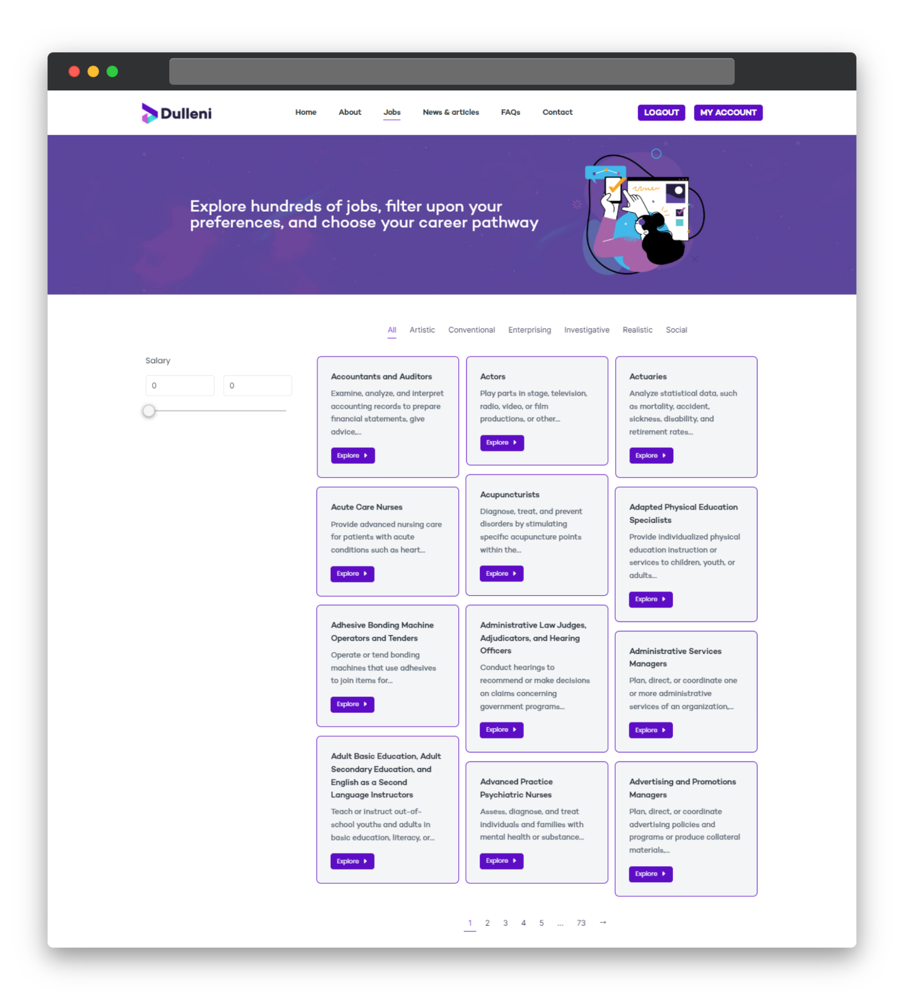 Dulleni
Home
About
Jobs
News & articles
FAQs
Contact
LOGOUT
MY ACCOUNT
Explore hundreds of jobs, filter upon your
preferences, and choose your career pathway
All
Artistic
Conventional
Enterprising
Investigative
Realistic
Social
Salary
0
0
Accountants and Auditors
Examine, analyze, and interpret
accounting records to prepare
financial statements, give
advice,...
Explore
Actors
Play parts in stage, television,
radio, video, or film
productions, or other...
Explore
Actuaries
Analyze statistical data, such
as mortality, accident,
sickness, disability, and
retirement rates...
Explore
Acute Care Nurses
Provide advanced nursing care
for patients with acute
conditions such as heart...
Explore
Acupuncturists
Diagnose, treat, and prevent
disorders by stimulating
specific acupuncture points
within the...
Explore
Adapted Physical Education
Specialists
Provide individualized physical
education instruction or
services to children, youth, or
adults...
Explore
Adhesive Bonding Machine
Operators and Tenders
Operate or tend bonding
machines that use adhesives
to join items for...
Explore
Administrative Law Judges,
Adjudicators, and Hearing
Officers
Conduct hearings to
recommend or make decisions
on claims concerning
government programs...
Explore
Administrative Services
Managers
Plan, direct, or coordinate one
or more administrative
services of an organization,...
Explore
Adult Basic Education, Adult
Secondary Education, and
English as a Second
Language Instructors
Teach or instruct out-of-
school youths and adults in
basic education, literacy, or...
Explore
Advanced Practice
Psychiatric Nurses
Assess, diagnose, and treat
individuals and families with
mental health or substance...
Explore
Advertising and Promotions
Managers
Plan, direct, or coordinate
advertising policies and
programs or produce collateral
materials,...
Explore
1 2 3 4 5 ... 73 →